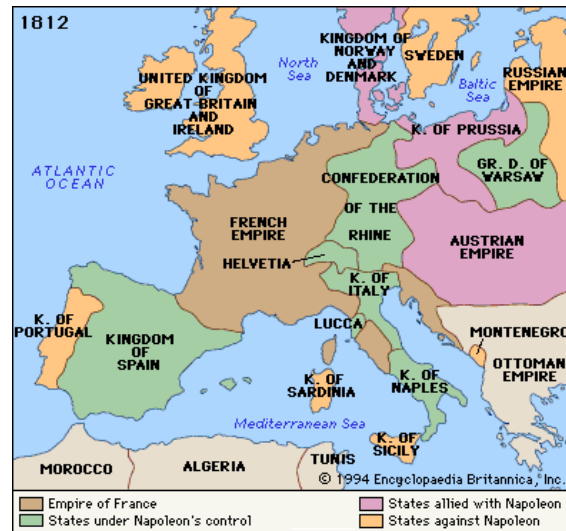 1812
North
Sea
KINGDOM OF
NORWAY
AND
DENMARK
SWEDEN
Baltic
Sea
RUSSIAN
EMPIRE
UNITED KINGDOM
OF
GREAT BRITAIN
AND
IRELAND
K. OF PRUSSIA
GR. D. OF
WARSAW
ATLANTIC
OCEAN
CONFEDERATION
OF THE
RHINE
FRENCH
EMPIRE
HELVETIA
AUSTRIAN
EMPIRE
K. OF
ITALY
K. OF
PORTUGAL
KINGDOM
OF
SPAIN
LUCCA
MONTENEGRO
OTTOMAN
EMPIRE
K. OF
SARDINIA
K. OF
NAPLES
Mediterranean Sea
K. OF
SICILY
MOROCCO
ALGERIA
TUNIS
© 1994 Encyclopaedia Britannica, Inc.
Empire of France
States under Napoleon's control
States allied with Napoleon
States against Napoleon